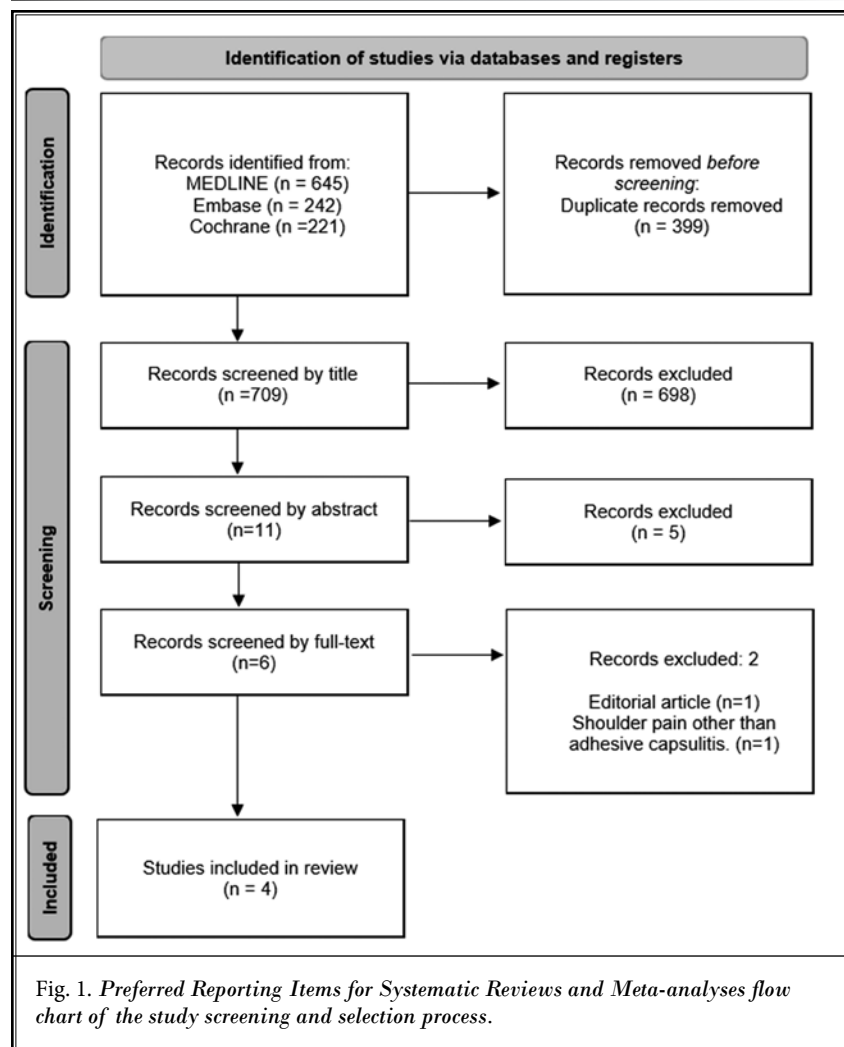 Identification of studies via databases and registers
Identification
Records identified from:
MEDLINE (n = 645)
Embase (n = 242)
Cochrane (n =221)
Records removed before
screening:
Duplicate records removed
(n = 399)
Screening
Records screened by title
(n =709)
Records excluded
(n = 698)
Records screened by abstract
(n=11)
Records excluded
(n = 5)
Records screened by full-text
(n=6)
Records excluded: 2
Editorial article (n=1)
Shoulder pain other than
adhesive capsulitis. (n=1)
Included
Studies included in review
(n = 4)
Fig. 1. Preferred Reporting Items for Systematic Reviews and Meta-analyses flow
chart of the study screening and selection process.